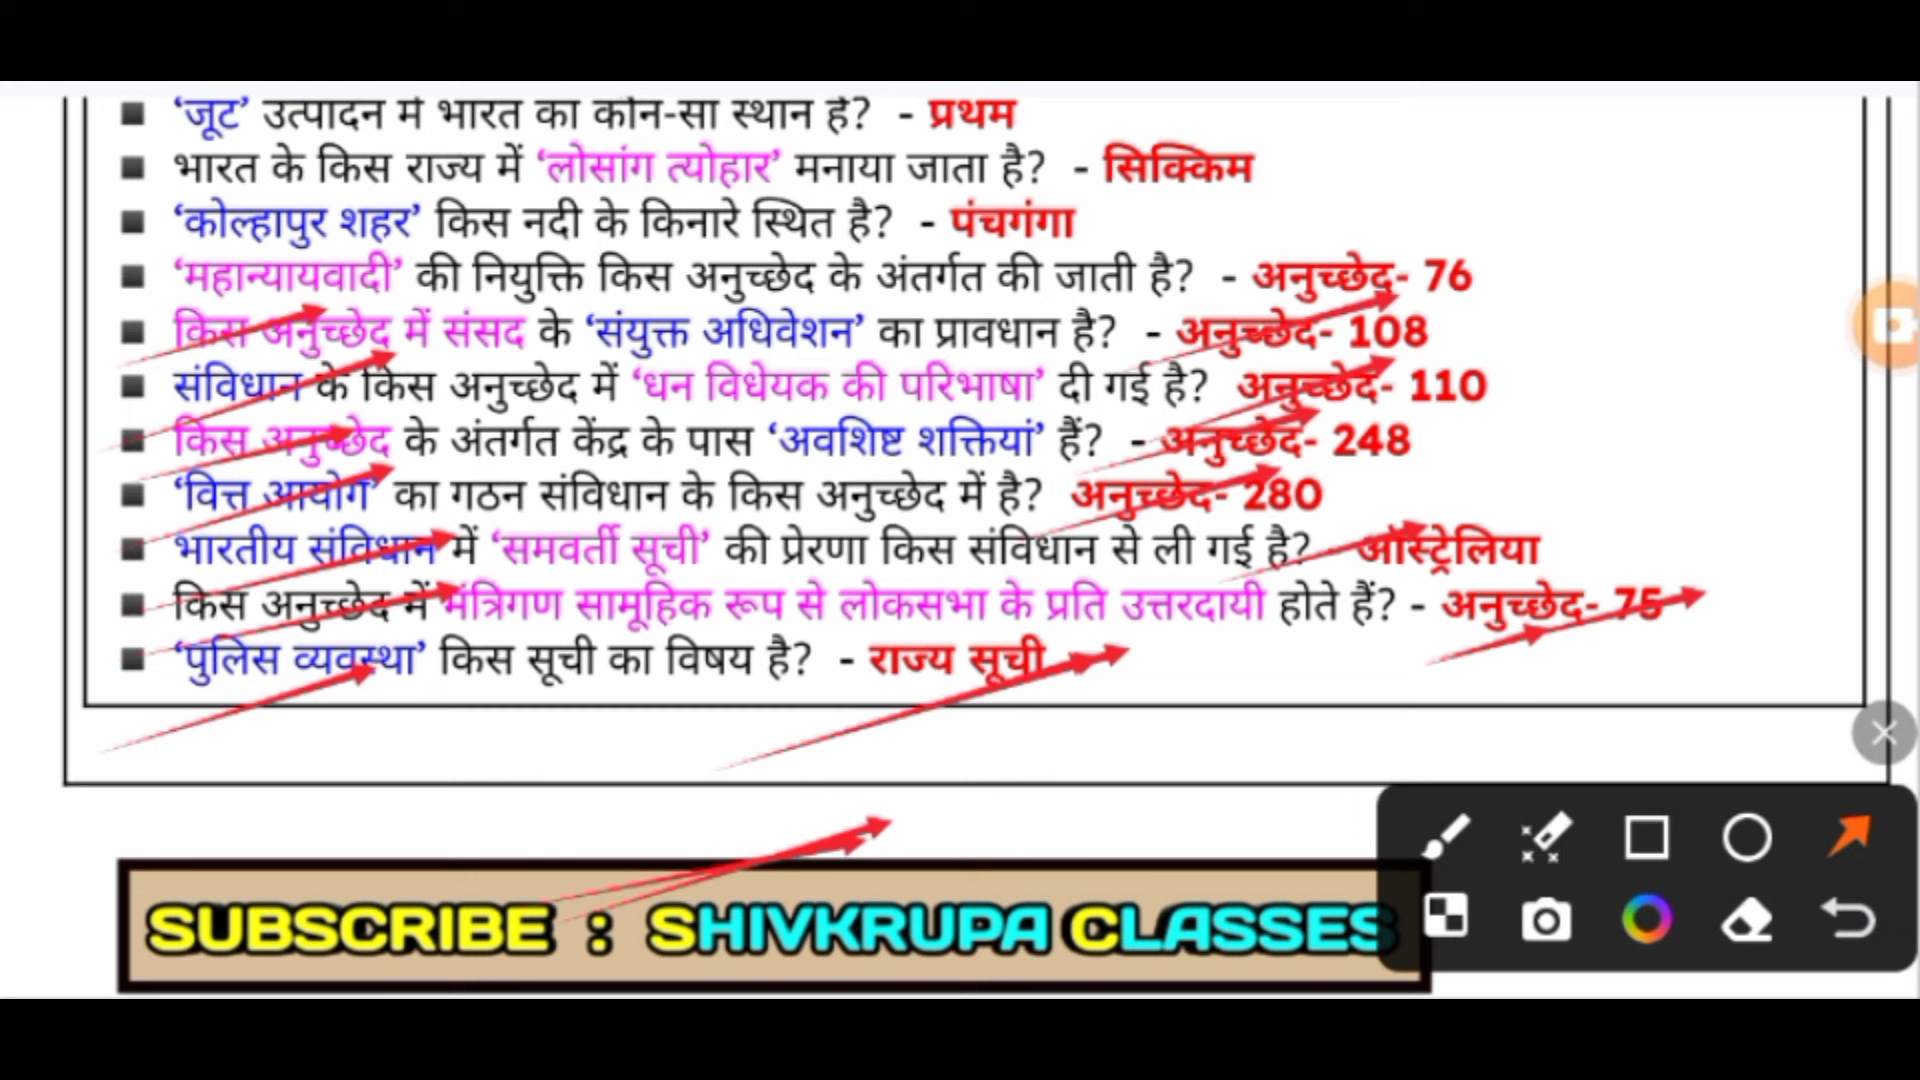 ‘जूट’ उत्पादन में भारत का कौन-सा स्थान है? - प्रथम
भारत के किस राज्य में ‘लोसांग त्योहार’ मनाया जाता है? - सिक्किम
‘कोल्हापुर शहर’ किस नदी के किनारे स्थित है? - पंचगंगा
‘महान्यायवादी’ की नियुक्ति किस अनुच्छेद के अंतर्गत की जाती है? - अनुच्छेद- 76
किस अनुच्छेद में संसद के ‘संयुक्त अधिवेशन’ का प्रावधान है? - अनुच्छेद- 108
संविधान के किस अनुच्छेद में ‘धन विधेयक की परिभाषा’ दी गई है? अनुच्छेद- 110
किस अनुच्छेद के अंतर्गत केंद्र के पास ‘अवशिष्ट शक्तियां’ हैं? - अनुच्छेद- 248
‘वित्त आयोग’ का गठन संविधान के किस अनुच्छेद में है? अनुच्छेद- 280
भारतीय संविधान में ‘समवर्ती सूची’ की प्रेरणा किस संविधान से ली गई है? - ऑस्ट्रेलिया
किस अनुच्छेद में मंत्रिगण सामूहिक रूप से लोकसभा के प्रति उत्तरदायी होते हैं? - अनुच्छेद- 75
‘पुलिस व्यवस्था’ किस सूची का विषय है? - राज्य सूची
SUBSCRIBE : SHIVKRUPA CLASSES